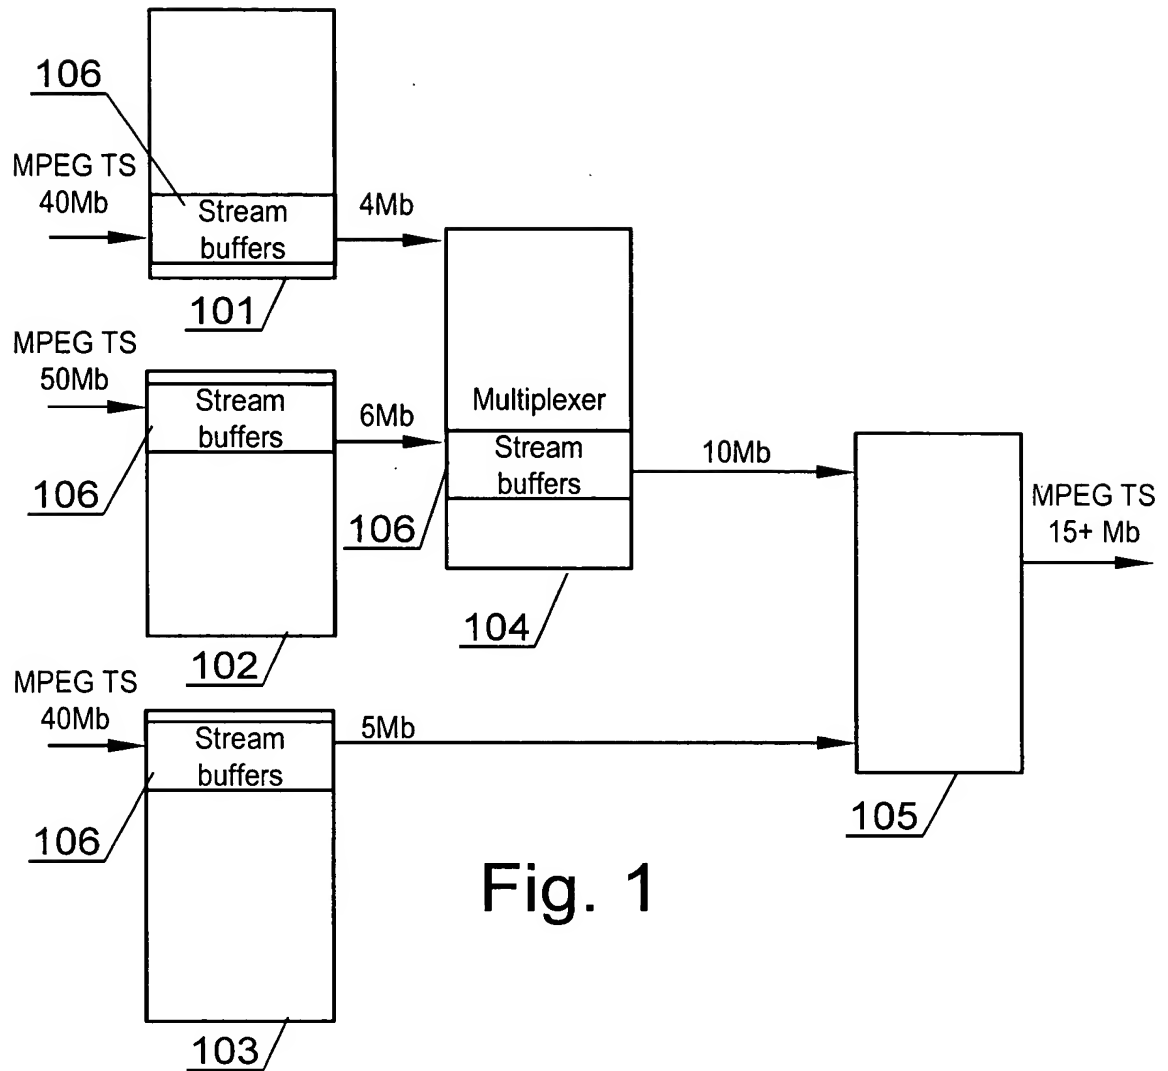 106
MPEG TS
40Mb
Stream
buffers
4Mb
101
MPEG TS
50Mb
Stream
buffers
6Mb
106
102
Multiplexer
Stream
buffers
106
104
10Mb
MPEG TS
15+ Mb
105
MPEG TS
40Mb
Stream
buffers
5Mb
106
103
Fig. 1